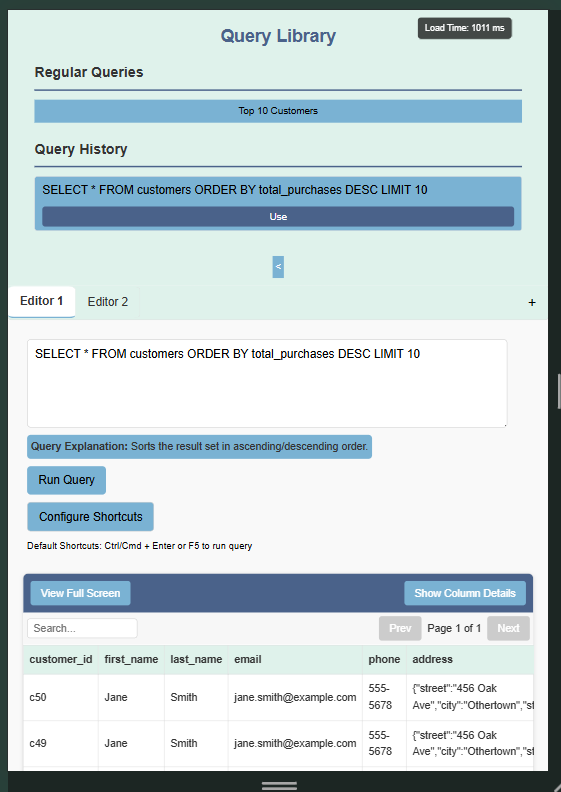 Query Library
Load Time: 1011 ms
Regular Queries
Top 10 Customers
Query History
SELECT * FROM customers ORDER BY total_purchases DESC LIMIT 10
Use
<
Editor 1 Editor 2 +
SELECT * FROM customers ORDER BY total_purchases DESC LIMIT 10
Query Explanation: Sorts the result set in ascending/descending order.
Run Query
Configure Shortcuts
Default Shortcuts: Ctrl/Cmd + Enter or F5 to run query
View Full Screen Show Column Details
Search... Prev Page 1 of 1 Next
customer_id first_name last_name email phone address
c50 Jane Smith jane.smith@example.com 555-5678 {"street":"456 Oak
Ave","city":"Othertown","st
c49 Jane Smith jane.smith@example.com 555-5678 {"street":"456 Oak
Ave","city":"Othertown","st